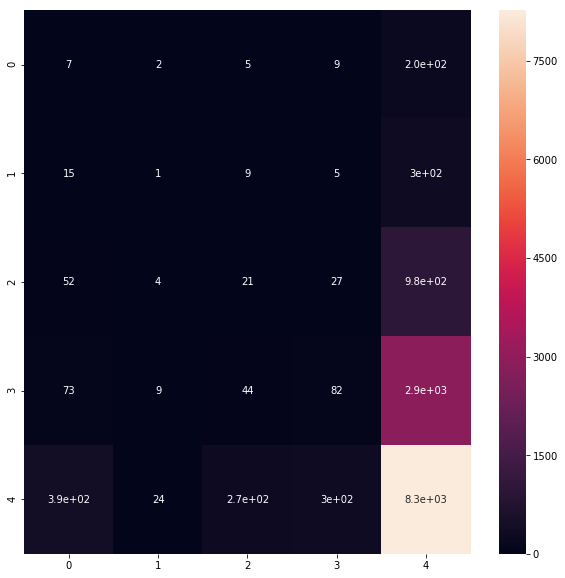 0 7 2 5 9 2.0e+02
1 15 1 9 5 3e+02
2 52 4 21 27 9.8e+02
3 73 9 44 82 2.9e+03
4 3.9e+02 24 2.7e+02 3e+02 8.3e+03
0 1 2 3 4
7500
6000
4500
3000
1500
0